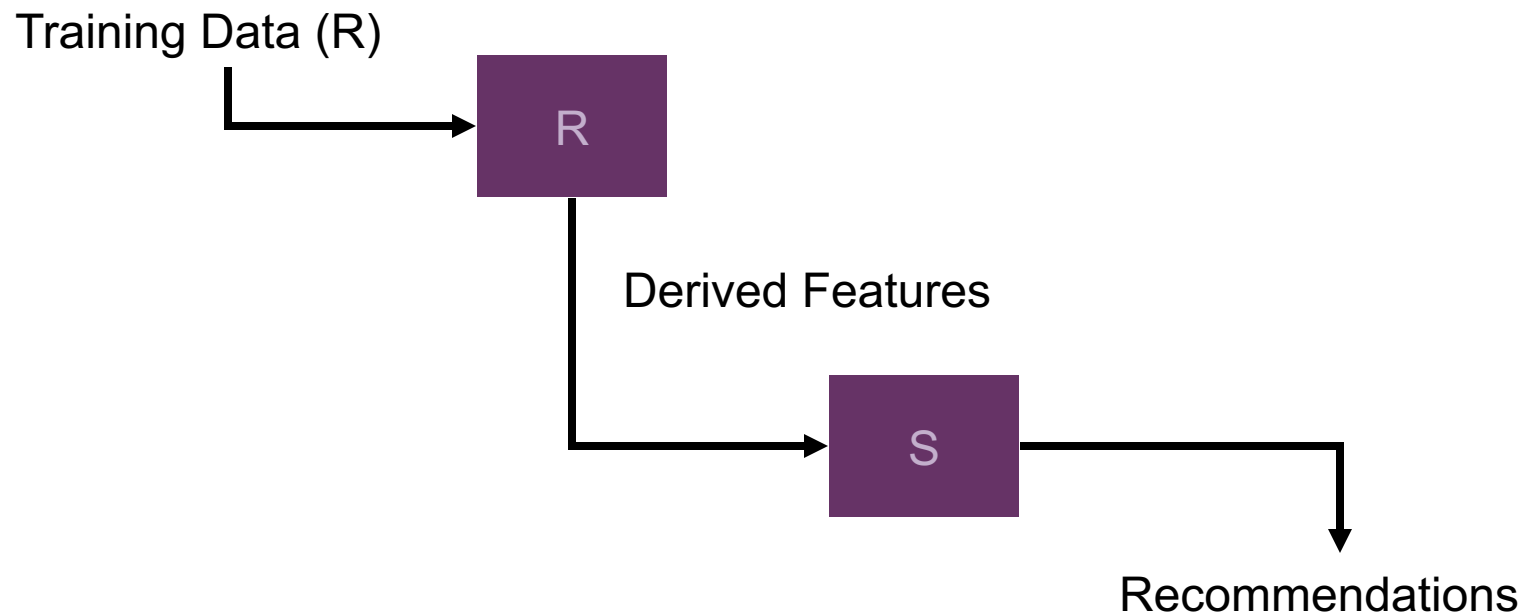 Training Data (R)
R
Derived Features
S
Recommendations